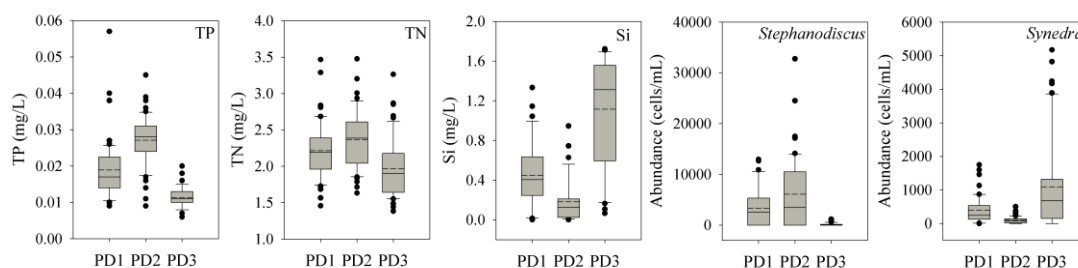 TP (mg/L)
0.06
0.05
0.04
0.03
0.02
0.01
0.00
TP
PD1 PD2 PD3
TN (mg/L)
4.0
3.5
3.0
2.5
2.0
1.5
1.0
TN
PD1 PD2 PD3
Si (mg/L)
2.0
1.6
1.2
0.8
0.4
0.0
Si
PD1 PD2 PD3
Abundance (cells/mL)
40000
30000
20000
10000
0
Stephanodiscus
PD1 PD2 PD3
Abundance (cells/mL)
6000
5000
4000
3000
2000
1000
0
Synedra
PD1 PD2 PD3